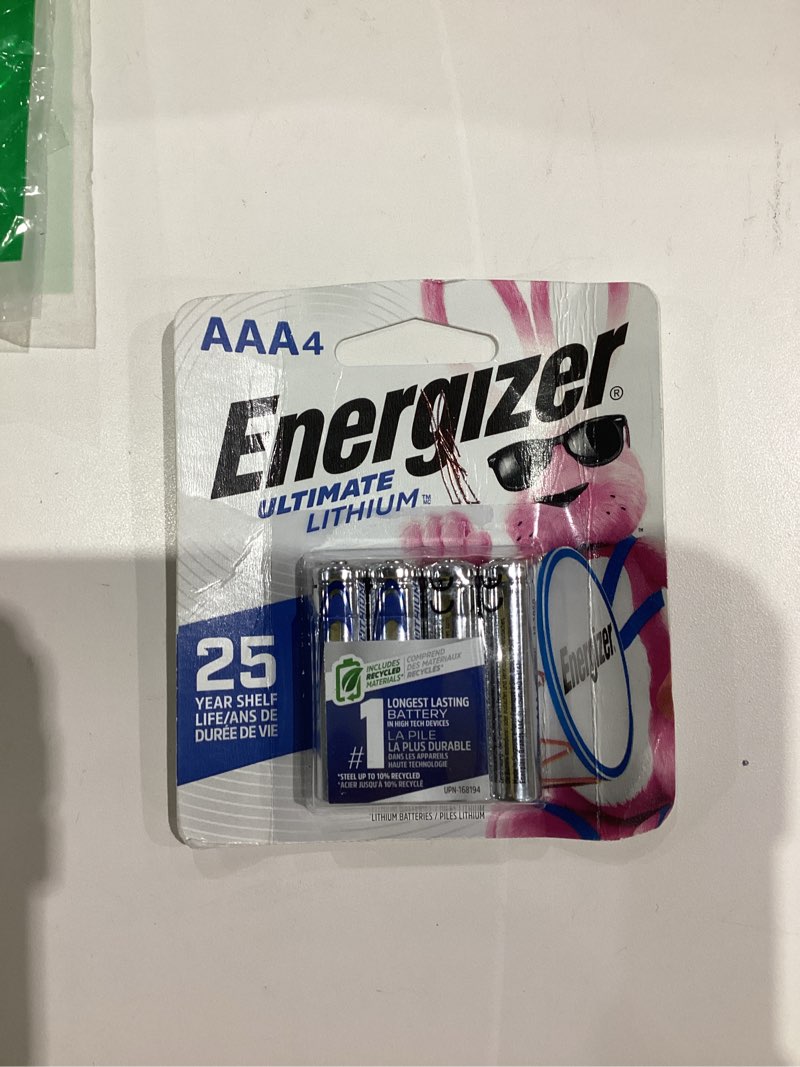 AAA4
Energizer®
ULTIMATE
LITHIUM™
25
YEAR SHELF
LIFE/ANS DE
DURÉE DE VIE
INCLUDES
RECYCLED
MATERIALS*
COMPREND
DES MATÉRIAUX
RECYCLÉS*
#1
LONGEST LASTING
BATTERY
IN HIGH TECH DEVICES
LA PILE
LA PLUS DURABLE
DANS LES APPAREILS
HAUTE TECHNOLOGIE
*STEEL UP TO 10% RECYCLED
*ACIER JUSQU'À 10% RECYCLÉ
UPN-168194
Energizer
LITHIUM BATTERIES / PILES LITHIUM